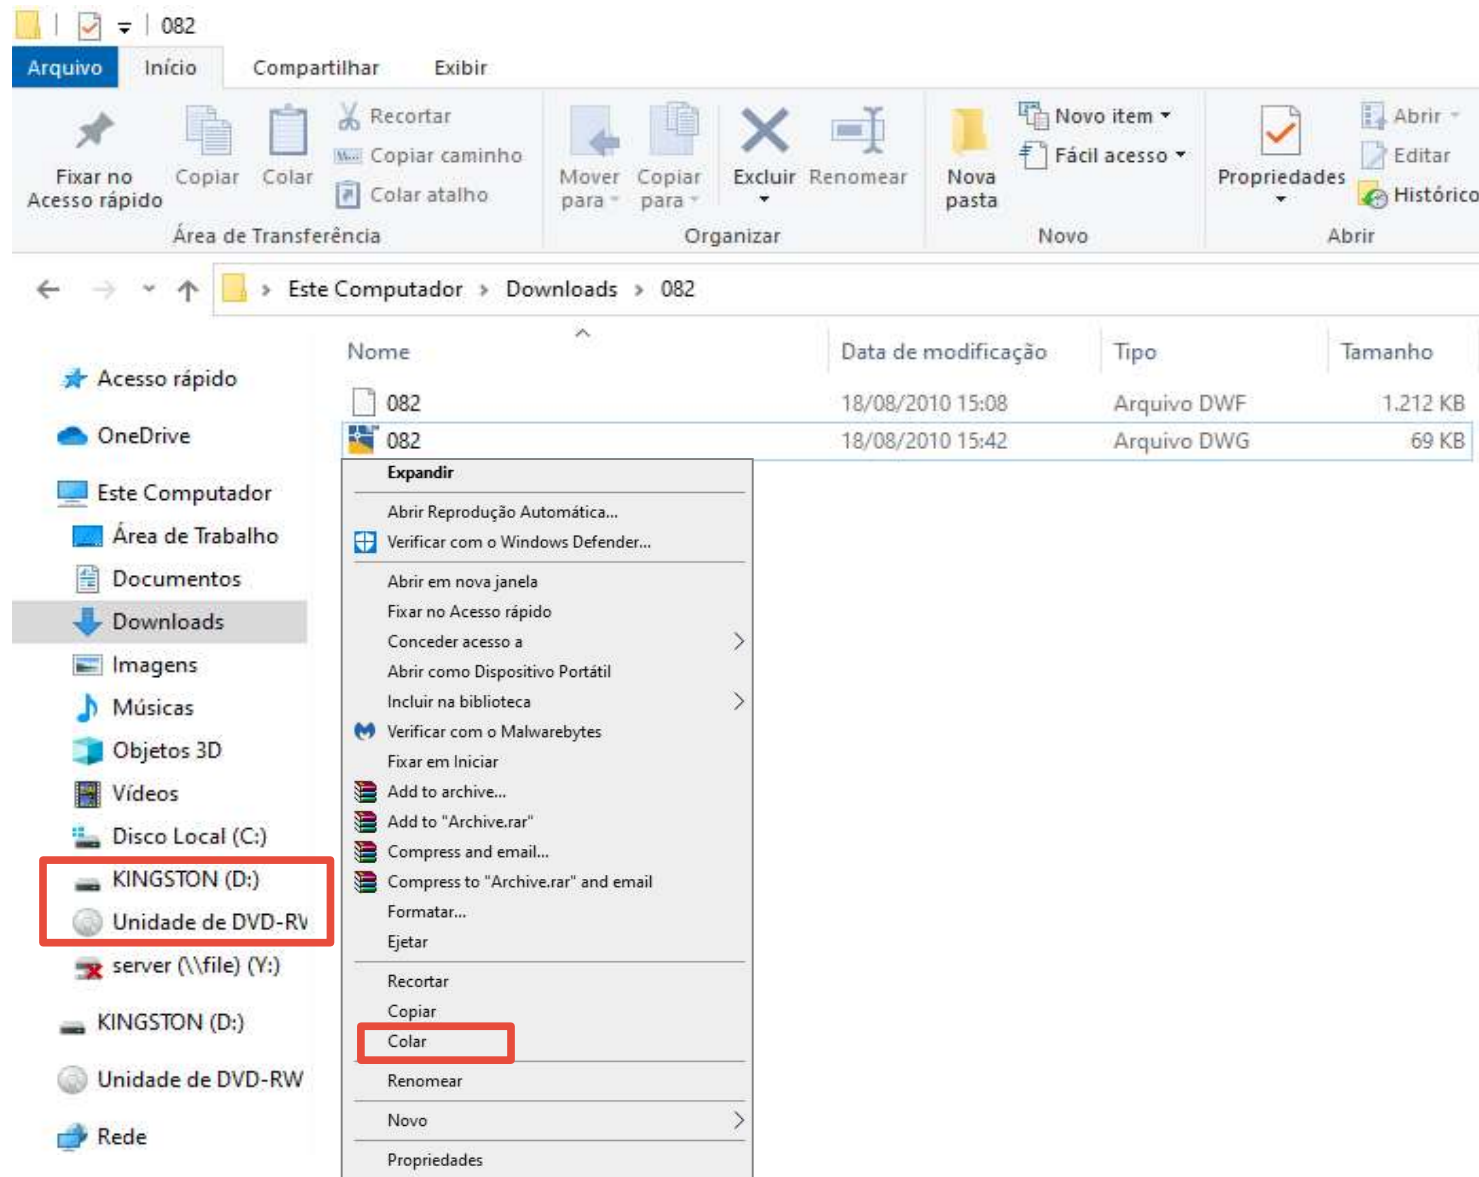 082
Arquivo Início Compartilhar Exibir
Fixar no Acesso rápido
Copiar
Colar
Recortar
Copiar caminho
Colar atalho
Área de Transferência
Mover para
Copiar para
Excluir
Renomear
Organizar
Nova pasta
Novo item
Fácil acesso
Novo
Propriedades
Abrir
Editar
Histórico
Abrir
Este Computador > Downloads > 082
Nome Data de modificação Tipo Tamanho
082 18/08/2010 15:08 Arquivo DWF 1.212 KB
082 18/08/2010 15:42 Arquivo DWG 69 KB
Acesso rápido
OneDrive
Este Computador
Área de Trabalho
Documentos
Downloads
Imagens
Músicas
Objetos 3D
Vídeos
Disco Local (C:)
KINGSTON (D:)
Unidade de DVD-RW
server (\\file) (Y:)
KINGSTON (D:)
Unidade de DVD-RW
Rede
Expandir
Abrir Reprodução Automática...
Verificar com o Windows Defender...
Abrir em nova janela
Fixar no Acesso rápido
Conceder acesso a
Abrir como Dispositivo Portátil
Incluir na biblioteca
Verificar com o Malwarebytes
Fixar em Iniciar
Add to archive...
Add to "Archive.rar"
Compress and email...
Compress to "Archive.rar" and email
Formatar...
Ejetar
Recortar
Copiar
Colar
Renomear
Novo
Propriedades